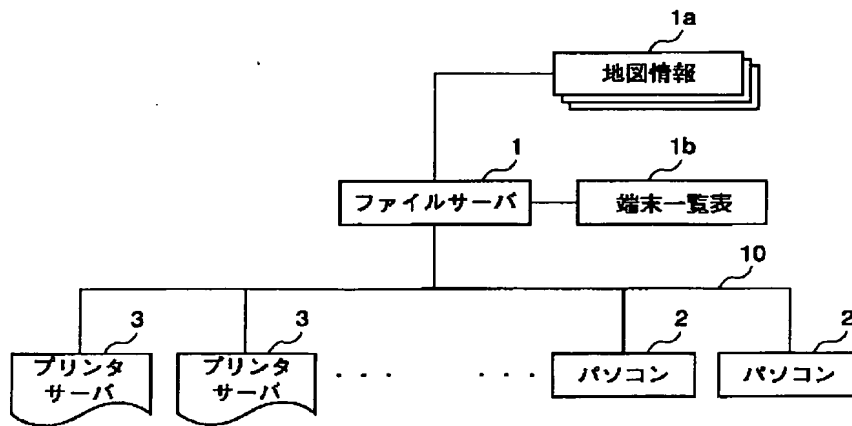 1a
地図情報
1
1b
ファイルサーバ
端末一覧表
10
3
3
2
2
プリンタ
サーバ
プリンタ
サーバ
パソコン
パソコン